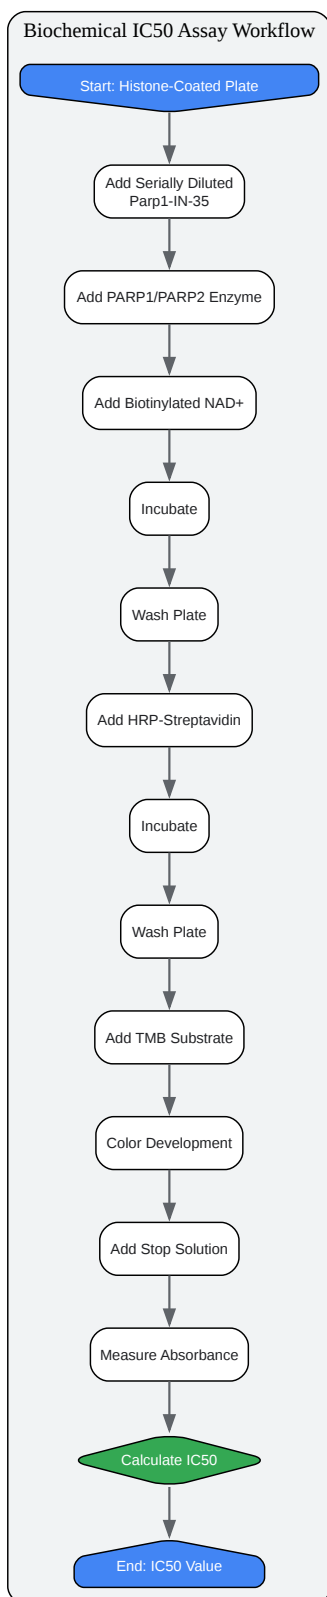 Biochemical IC50 Assay Workflow
Start: Histone-Coated Plate
Add Serially Diluted
Parp1-IN-35
Add PARP1/PARP2 Enzyme
Add Biotinylated NAD+
Incubate
Wash Plate
Add HRP-Streptavidin
Incubate
Wash Plate
Add TMB Substrate
Color Development
Add Stop Solution
Measure Absorbance
Calculate IC50
End: IC50 Value